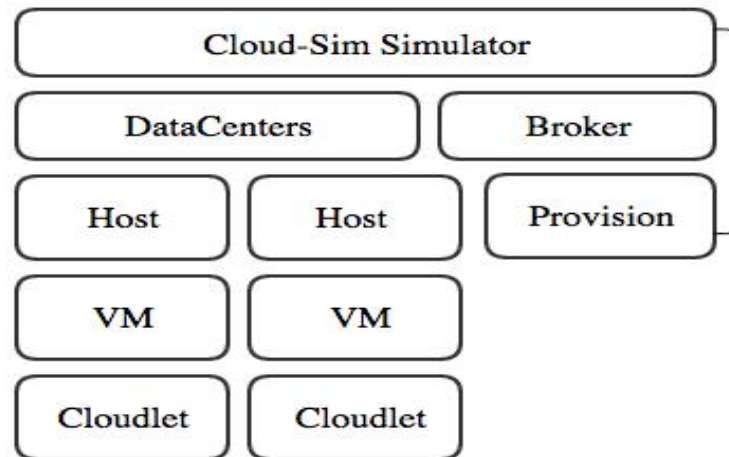 Cloud-Sim Simulator
DataCenters Broker
Host Host Provision
VM VM
Cloudlet Cloudlet